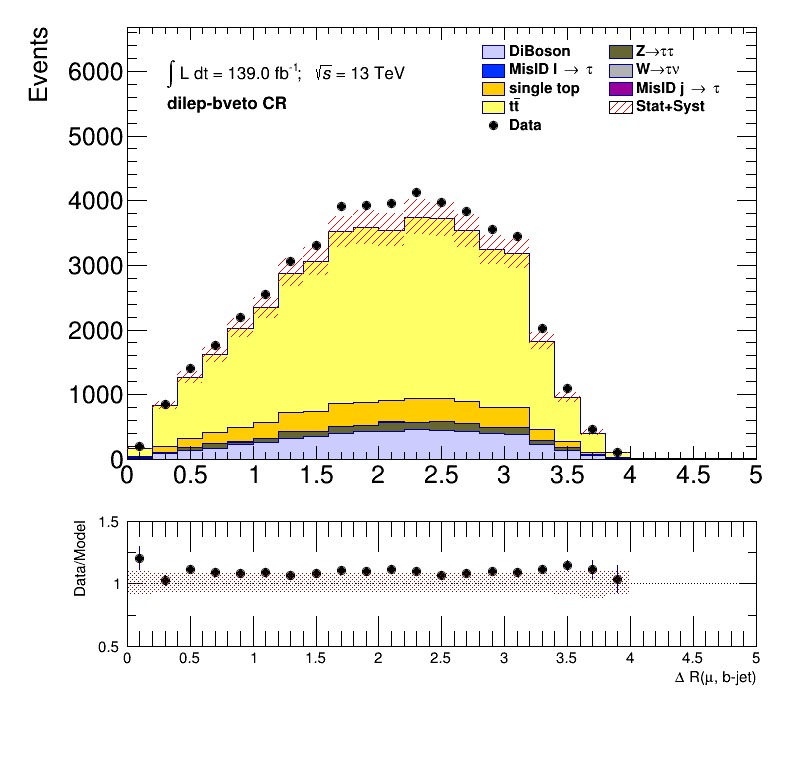 Events
∫ L dt = 139.0 fb⁻¹; √s = 13 TeV
dilep-bveto CR
DiBoson
MisID l → τ
single top
tt̄
Data
Z→ττ
W→τν
MisID j → τ
Stat+Syst
6000
5000
4000
3000
2000
1000
0
0 0.5 1 1.5 2 2.5 3 3.5 4 4.5 5
Data/Model
1.5
1
0.5
0 0.5 1 1.5 2 2.5 3 3.5 4 4.5 5
Δ R(μ, b-jet)